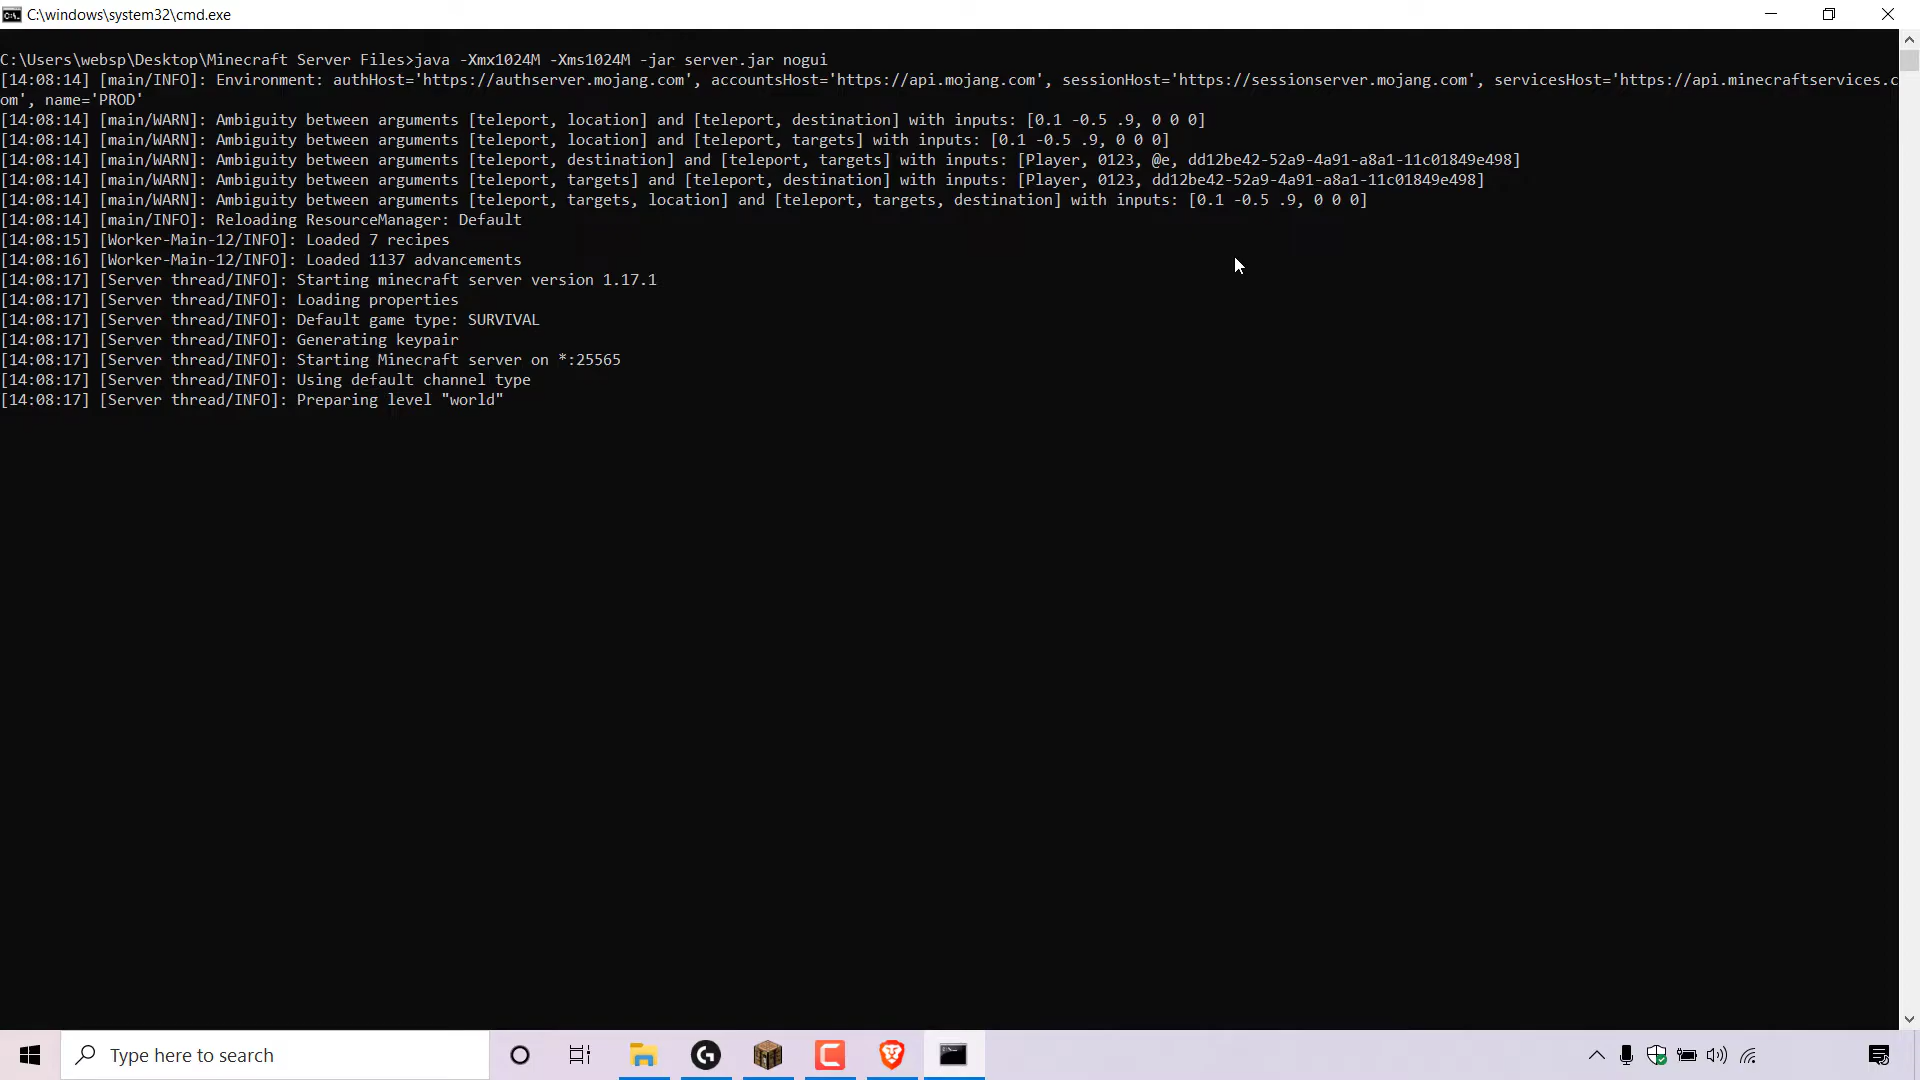 C:\windows\system32\cmd.exe
C:\Users\websp\Desktop\Minecraft Server Files>java -Xmx1024M -Xms1024M -jar server.jar nogui
[14:08:14] [main/INFO]: Environment: authHost='https://authserver.mojang.com', accountsHost='https://api.mojang.com', sessionHost='https://sessionserver.mojang.com', servicesHost='https://api.minecraftservices.c
om', name='PROD'
[14:08:14] [main/WARN]: Ambiguity between arguments [teleport, location] and [teleport, destination] with inputs: [0.1 -0.5 .9, 0 0 0]
[14:08:14] [main/WARN]: Ambiguity between arguments [teleport, location] and [teleport, targets] with inputs: [0.1 -0.5 .9, 0 0 0]
[14:08:14] [main/WARN]: Ambiguity between arguments [teleport, destination] and [teleport, targets] with inputs: [Player, 0123, @e, dd12be42-52a9-4a91-a8a1-11c01849e498]
[14:08:14] [main/WARN]: Ambiguity between arguments [teleport, targets] and [teleport, destination] with inputs: [Player, 0123, dd12be42-52a9-4a91-a8a1-11c01849e498]
[14:08:14] [main/WARN]: Ambiguity between arguments [teleport, targets, location] and [teleport, targets, destination] with inputs: [0.1 -0.5 .9, 0 0 0]
[14:08:14] [main/INFO]: Reloading ResourceManager: Default
[14:08:15] [Worker-Main-12/INFO]: Loaded 7 recipes
[14:08:16] [Worker-Main-12/INFO]: Loaded 1137 advancements
[14:08:17] [Server thread/INFO]: Starting minecraft server version 1.17.1
[14:08:17] [Server thread/INFO]: Loading properties
[14:08:17] [Server thread/INFO]: Default game type: SURVIVAL
[14:08:17] [Server thread/INFO]: Generating keypair
[14:08:17] [Server thread/INFO]: Starting Minecraft server on *:25565
[14:08:17] [Server thread/INFO]: Using default channel type
[14:08:17] [Server thread/INFO]: Preparing level "world"
Type here to search